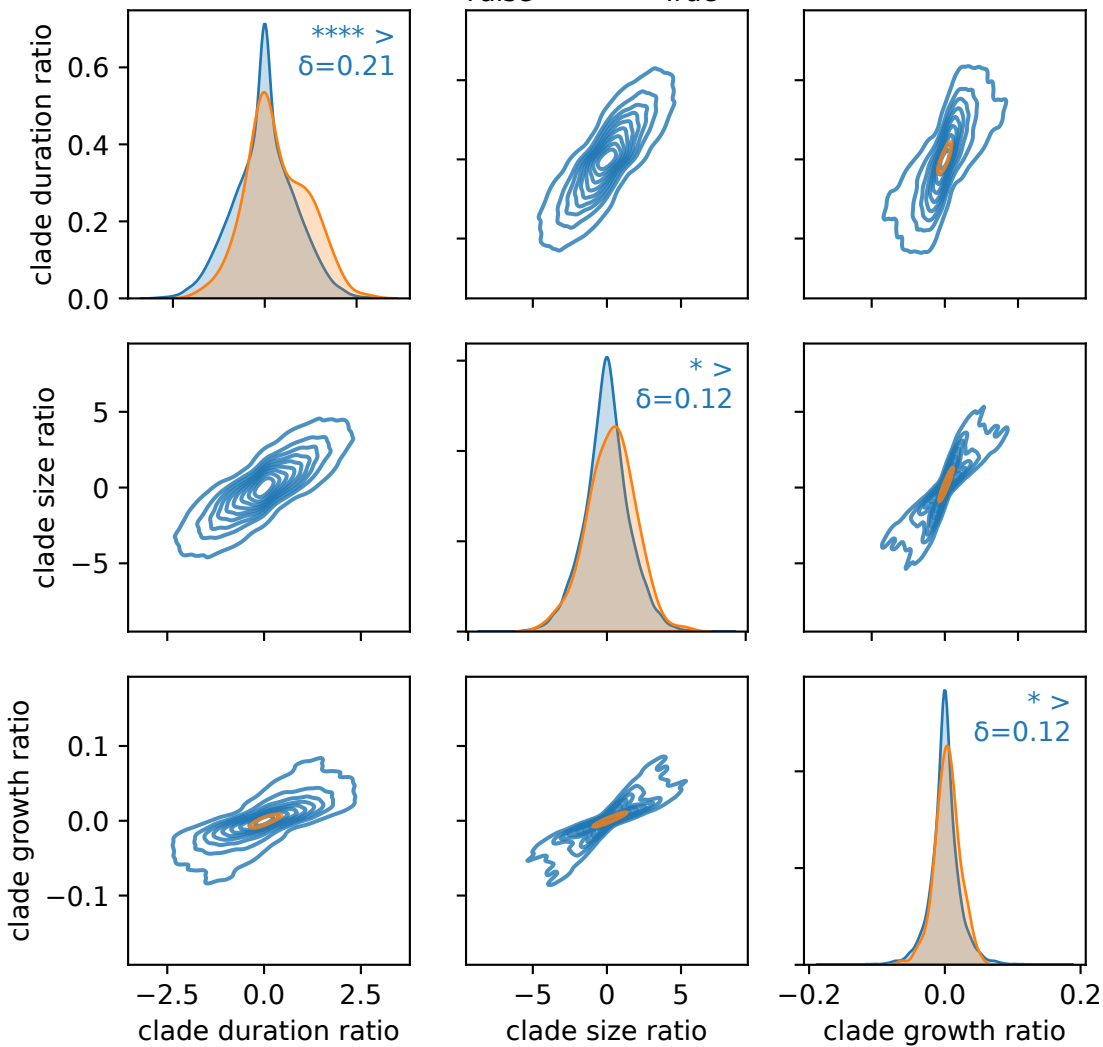 clade duration ratio
0.6
0.4
0.2
0.0
**** >
δ=0.21
clade size ratio
5
0
−5
* >
δ=0.12
clade growth ratio
0.1
0.0
−0.1
* >
δ=0.12
−2.5 0.0 2.5
−5 0 5
−0.2 0.0 0.2
clade duration ratio
clade size ratio
clade growth ratio